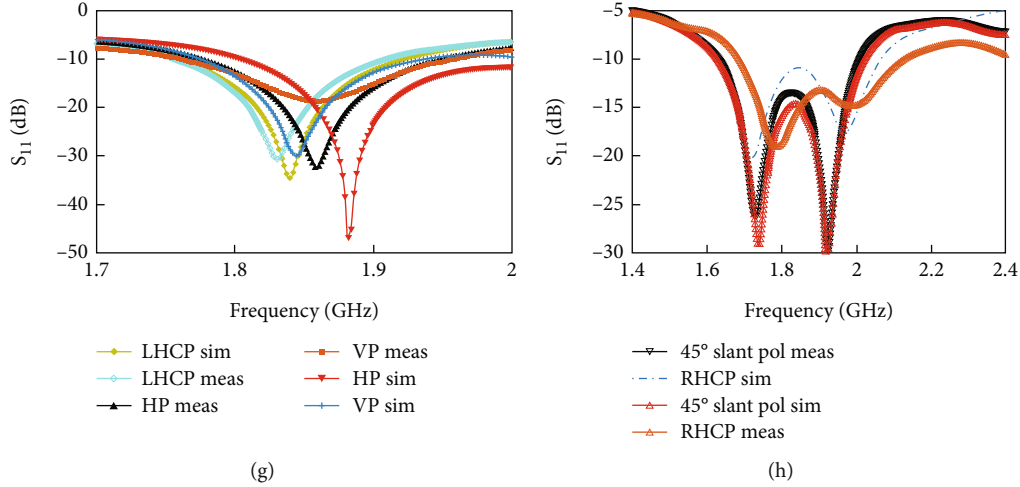 0
−10
−20
−30
−40
−50
S11 (dB)
1.7 1.8 1.9 2
Frequency (GHz)
LHCP sim
LHCP meas
HP meas
VP meas
HP sim
VP sim
(g)
−5
−10
−15
−20
−25
−30
S11 (dB)
1.4 1.6 1.8 2 2.2 2.4
Frequency (GHz)
45° slant pol meas
RHCP sim
45° slant pol sim
RHCP meas
(h)